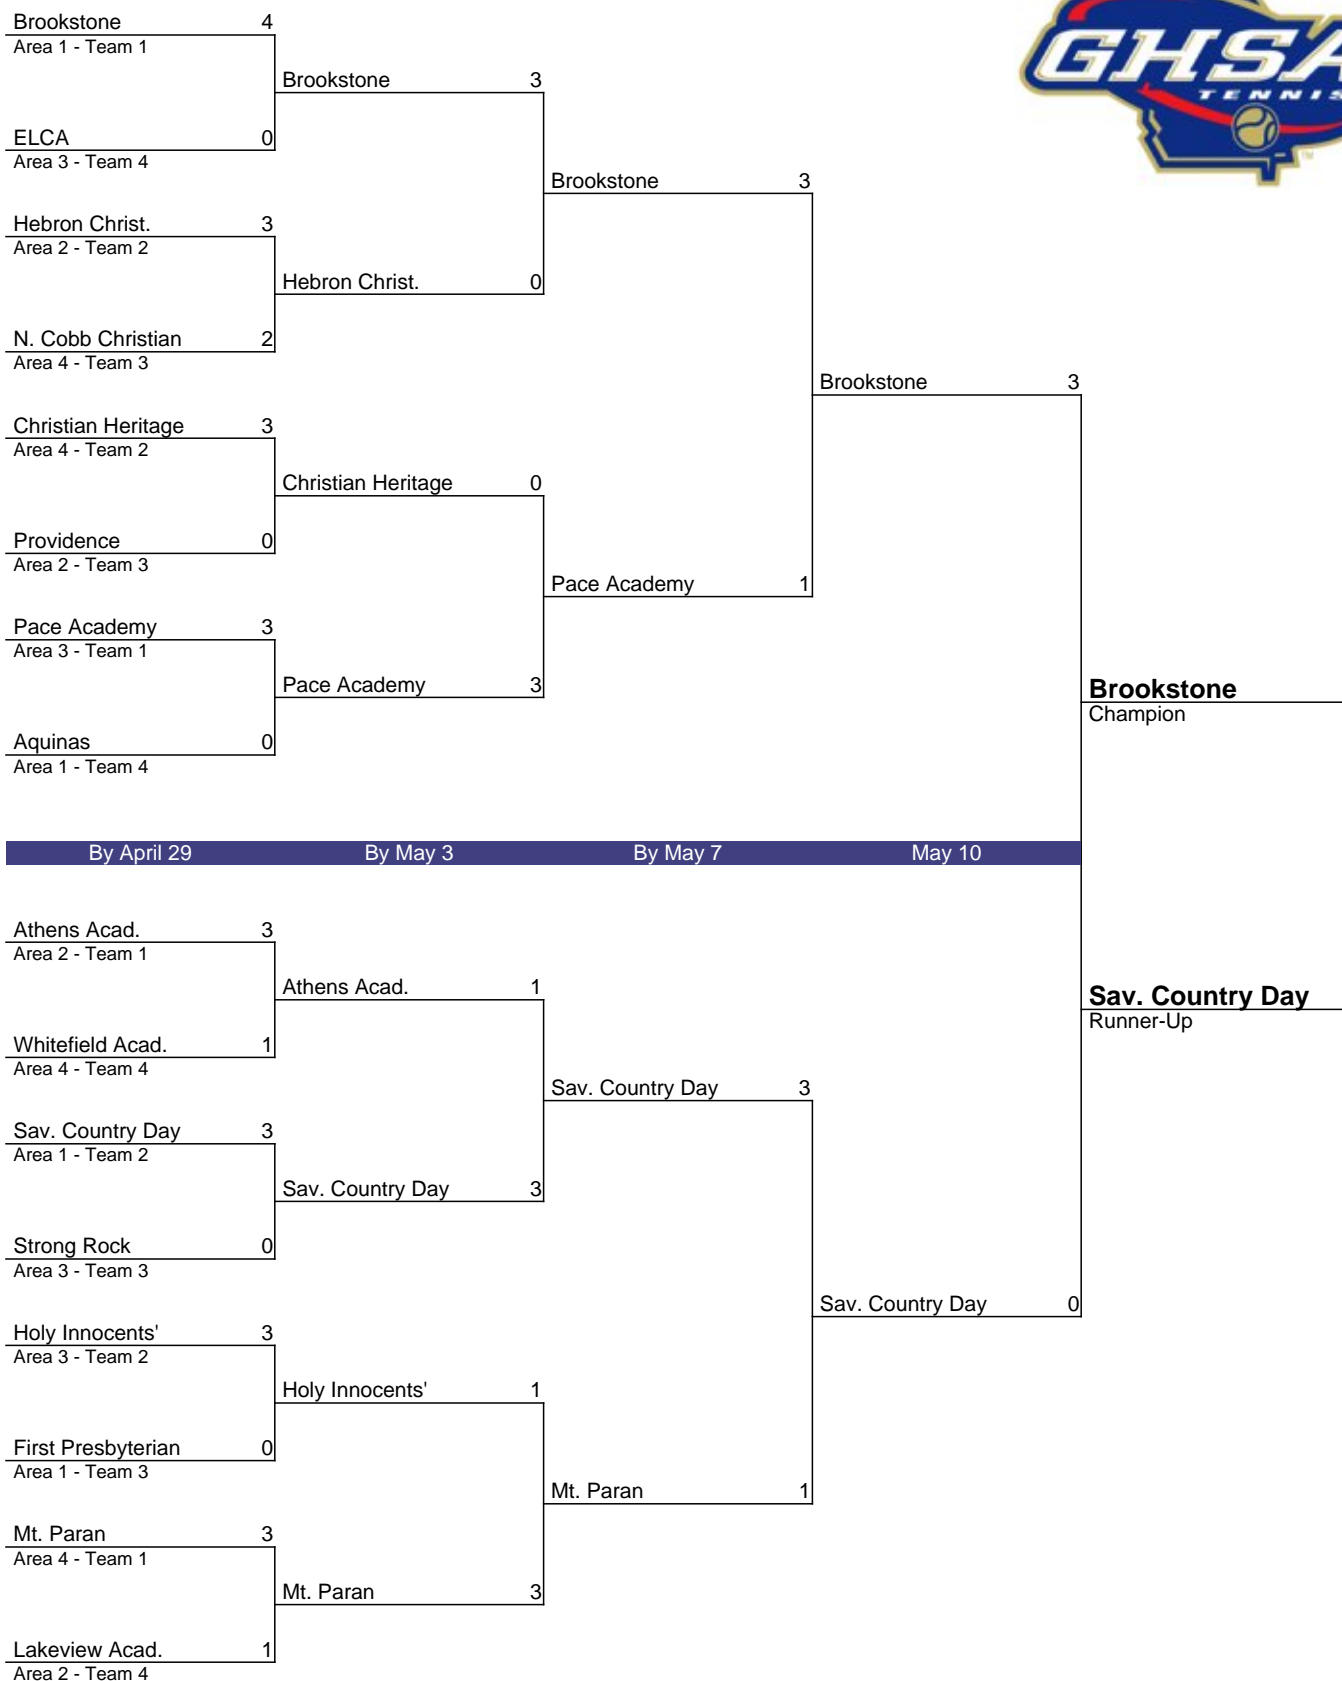 GHSA
TENNIS
Brookstone 4
Area 1 - Team 1
Brookstone 3
ELCA 0
Area 3 - Team 4
Brookstone 3
Hebron Christ. 3
Area 2 - Team 2
Hebron Christ. 0
N. Cobb Christian 2
Area 4 - Team 3
Brookstone 3
Christian Heritage 3
Area 4 - Team 2
Christian Heritage 0
Providence 0
Area 2 - Team 3
Pace Academy 1
Pace Academy 3
Area 3 - Team 1
Pace Academy 3
Brookstone
Champion
Aquinas 0
Area 1 - Team 4
By April 29 By May 3 By May 7 May 10
Athens Acad. 3
Area 2 - Team 1
Athens Acad. 1
Sav. Country Day
Runner-Up
Whitefield Acad. 1
Area 4 - Team 4
Sav. Country Day 3
Sav. Country Day 3
Area 1 - Team 2
Sav. Country Day 3
Strong Rock 0
Area 3 - Team 3
Sav. Country Day 0
Holy Innocents' 3
Area 3 - Team 2
Holy Innocents' 1
First Presbyterian 0
Area 1 - Team 3
Mt. Paran 1
Mt. Paran 3
Area 4 - Team 1
Mt. Paran 3
Lakeview Acad. 1
Area 2 - Team 4